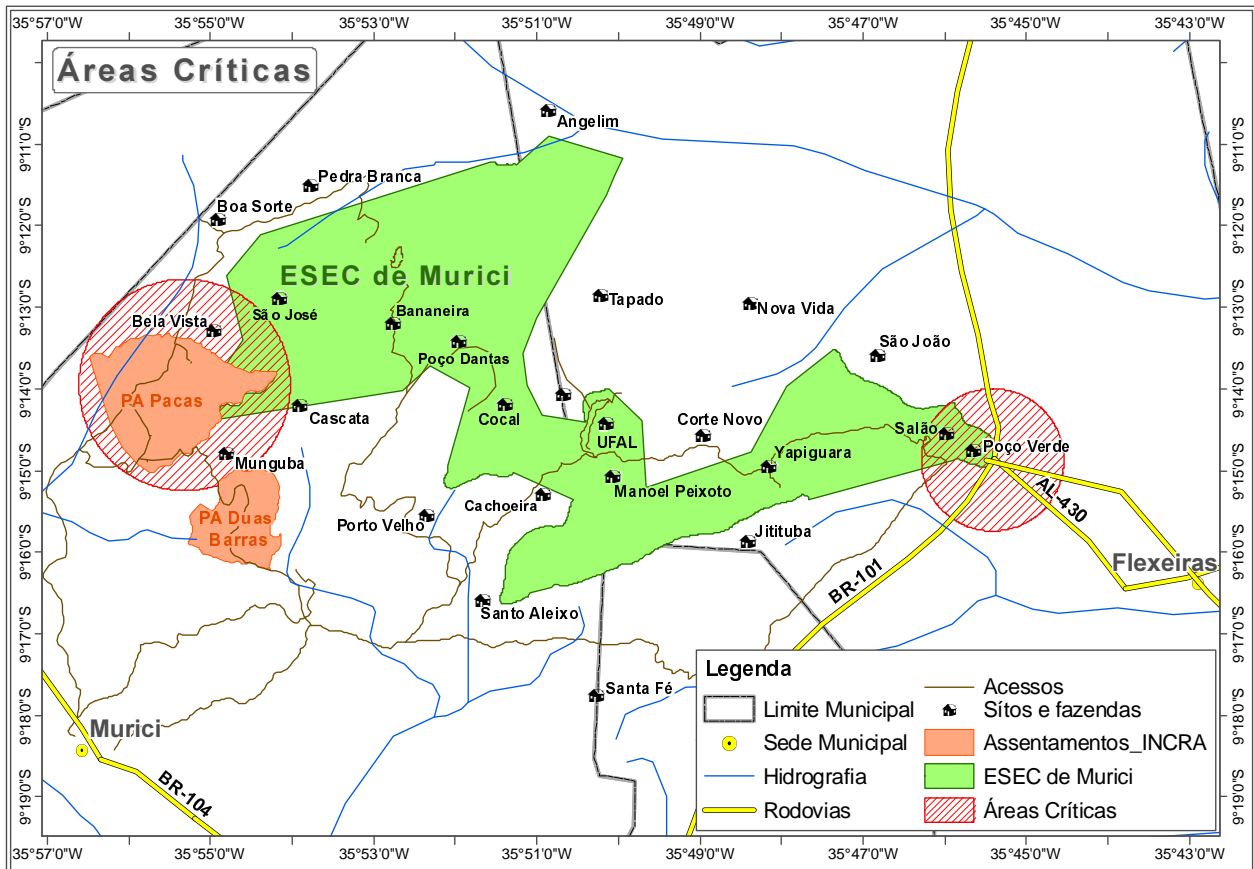 35°57'0"W 35°55'0"W 35°53'0"W 35°51'0"W 35°49'0"W 35°47'0"W 35°45'0"W 35°43'0"W
Áreas Críticas
9°11'0"S
9°12'0"S
9°13'0"S
9°14'0"S
9°15'0"S
9°16'0"S
9°17'0"S
9°18'0"S
9°19'0"S
Angelim
Pedra Branca
Boa Sorte
ESEC de Murici
São José
Bananeira
Tapado
Nova Vida
Bela Vista
Poço Dantas
São João
PA Pacas
Cascata
Cocal
UFAL
Corte Novo
Salão
Poço Verde
Munguba
Yapiguara
Manoel Peixoto
Cachoeira
AL-430
PA Duas
Barras
Porto Velho
Jitituba
Flexeiras
BR-101
Santo Aleixo
Santa Fé
Murici
BR-104
Legenda
Limite Municipal
Sede Municipal
Hidrografia
Rodovias
Acessos
Sítos e fazendas
Assentamentos_INCRA
ESEC de Murici
Áreas Críticas
9°11'0"S
9°12'0"S
9°13'0"S
9°14'0"S
9°15'0"S
9°16'0"S
9°17'0"S
9°18'0"S
9°19'0"S
35°57'0"W 35°55'0"W 35°53'0"W 35°51'0"W 35°49'0"W 35°47'0"W 35°45'0"W 35°43'0"W